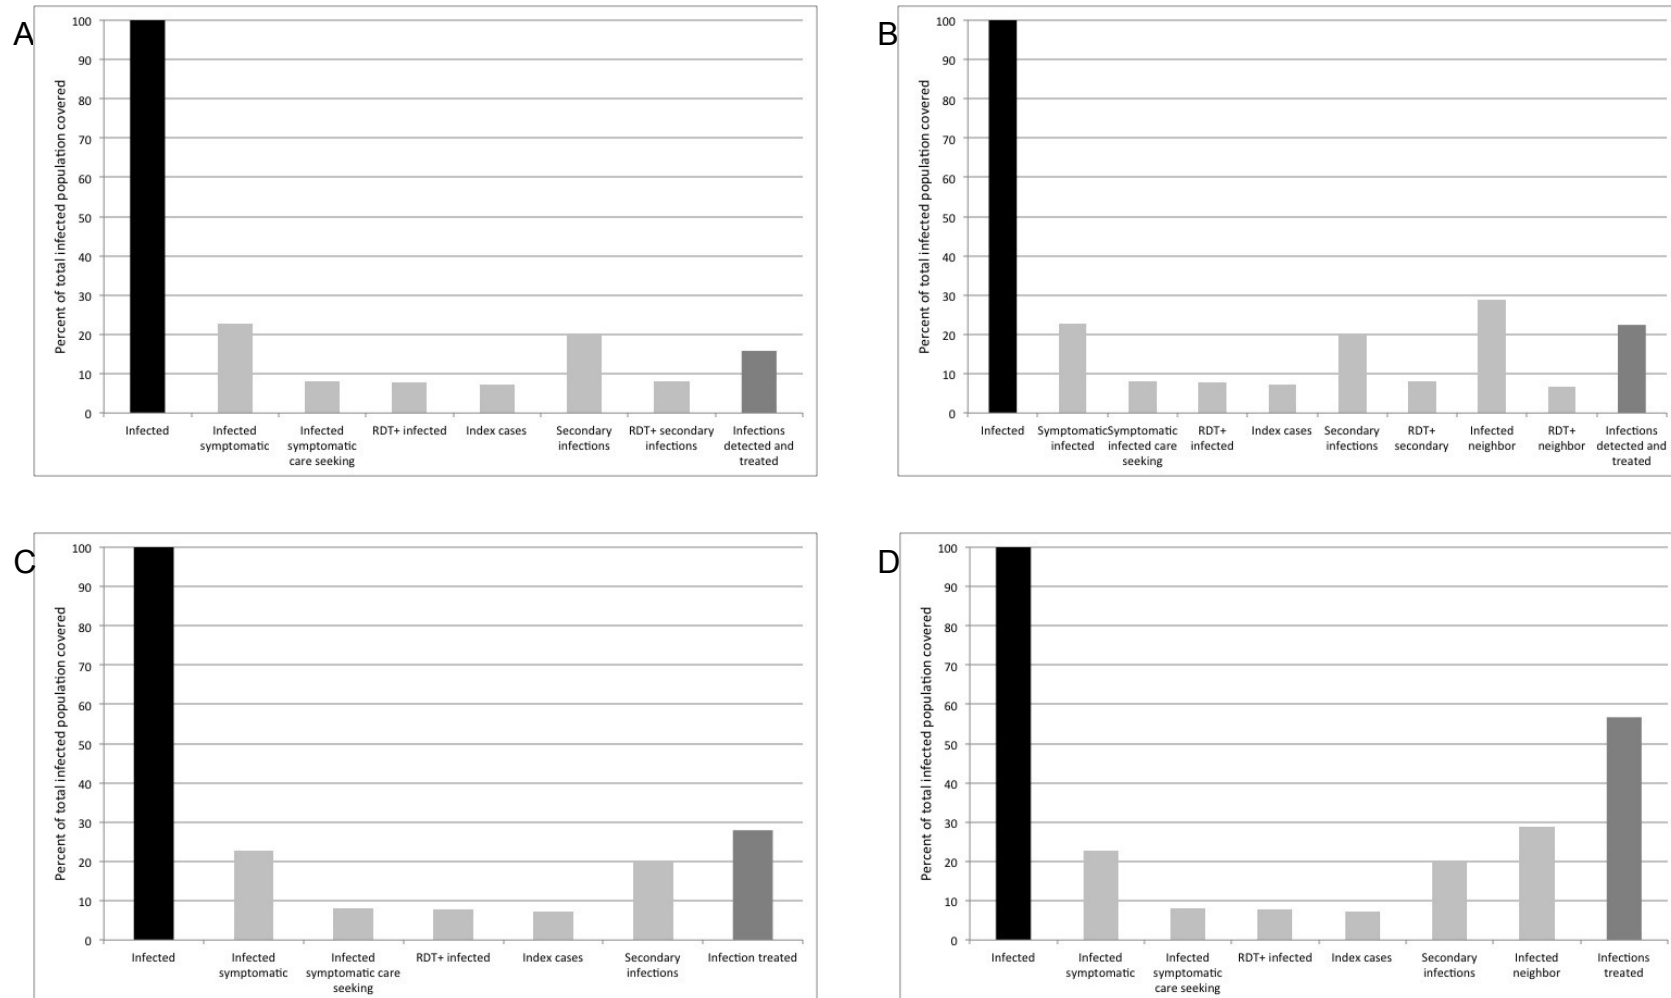 A
Percent of total infected population covered
100
90
80
70
60
50
40
30
20
10
0
Infected
Infected
symptomatic
Infected
symptomatic
care seeking
RDT+ infected
Index cases
Secondary
infections
RDT+ secondary
infections
Infections
detected and
treated
B
Percent of total infected population covered
100
90
80
70
60
50
40
30
20
10
0
Infected
Symptomatic
infected
Symptomatic
infected care
seeking
RDT+
infected
Index cases
Secondary
infections
RDT+
secondary
Infected
neighbor
RDT+
neighbor
Infections
detected and
treated
C
Percent of total infected population covered
100
90
80
70
60
50
40
30
20
10
0
Infected
Infected
symptomatic
Infected
symptomatic care
seeking
RDT+ infected
Index cases
Secondary
infections
Infection treated
D
Percent of total infected population covered
100
90
80
70
60
50
40
30
20
10
0
Infected
Infected
symptomatic
Infected
symptomatic
care seeking
RDT+ infected
Index cases
Secondary
infections
Infected
neighbor
Infections
treated